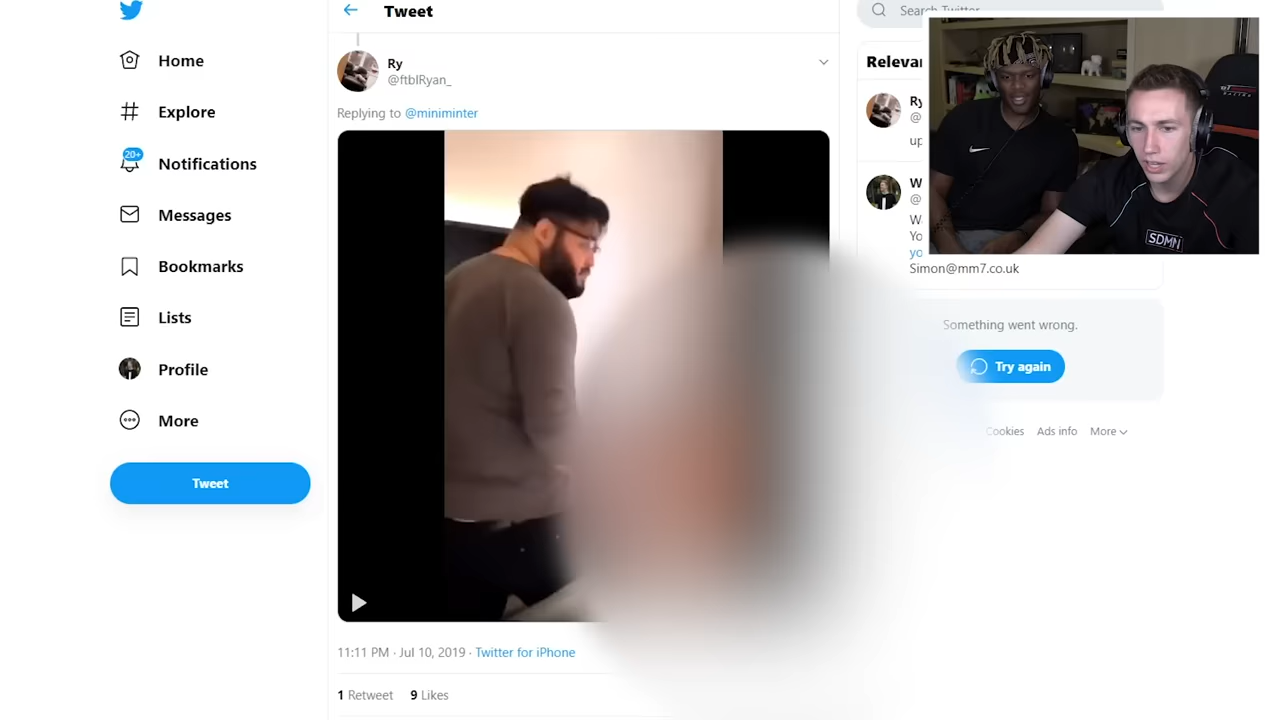 Tweet
Search Twitter
Home
Explore
20+
Notifications
Messages
Bookmarks
Lists
Profile
More
Tweet
Ry
@ftblRyan_
Replying to @miniminter
11:11 PM · Jul 10, 2019 · Twitter for iPhone
1 Retweet 9 Likes
Relevan
Ry
@
up
W
@
Wa
Yo
yo
Simon@mm7.co.uk
Something went wrong.
Try again
Cookies Ads info More
SDMN